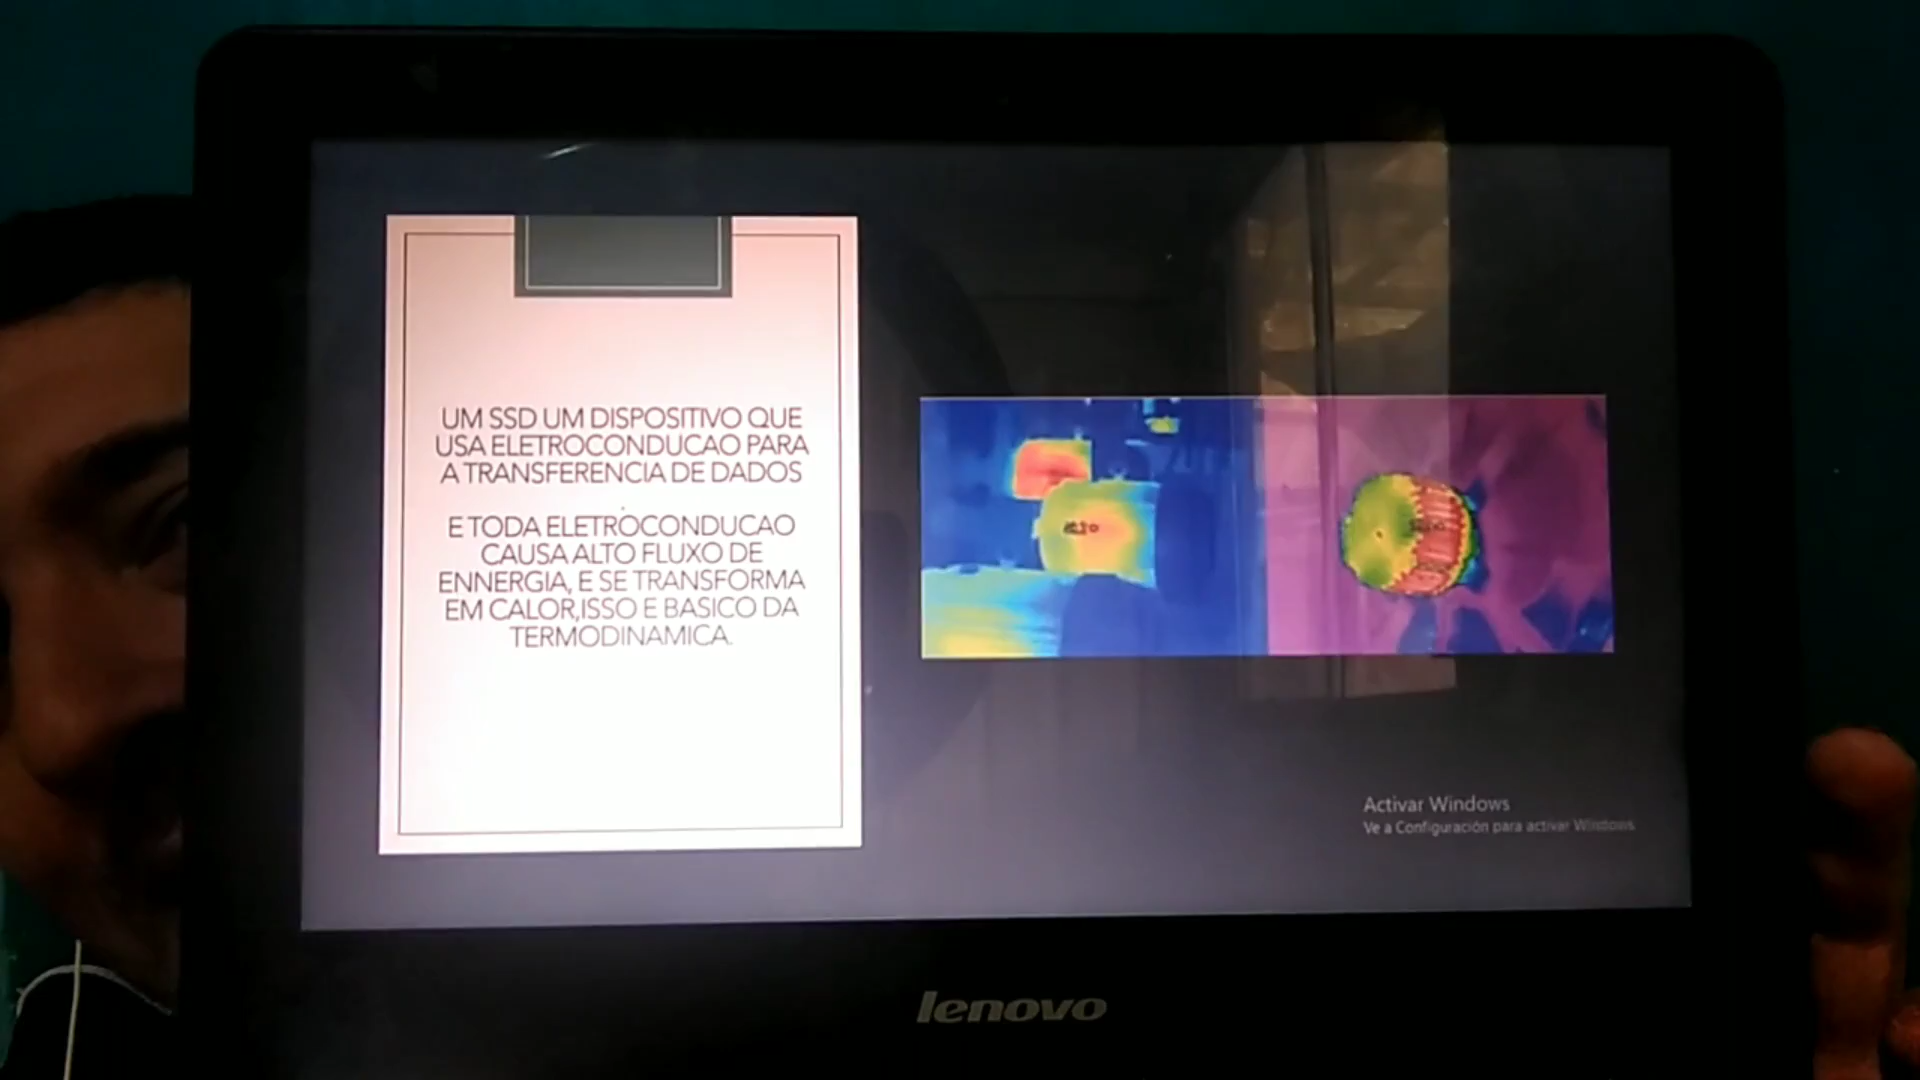 UM SSD UM DISPOSITIVO QUE
USA ELETROCONDUCAO PARA
A TRANSFERENCIA DE DADOS
E TODA ELETROCONDUCAO
CAUSA ALTO FLUXO DE
ENNERGIA, E SE TRANSFORMA
EM CALOR,ISSO E BASICO DA
TERMODINAMICA.
Activar Windows
Ve a Configuración para activar Windows
lenovo